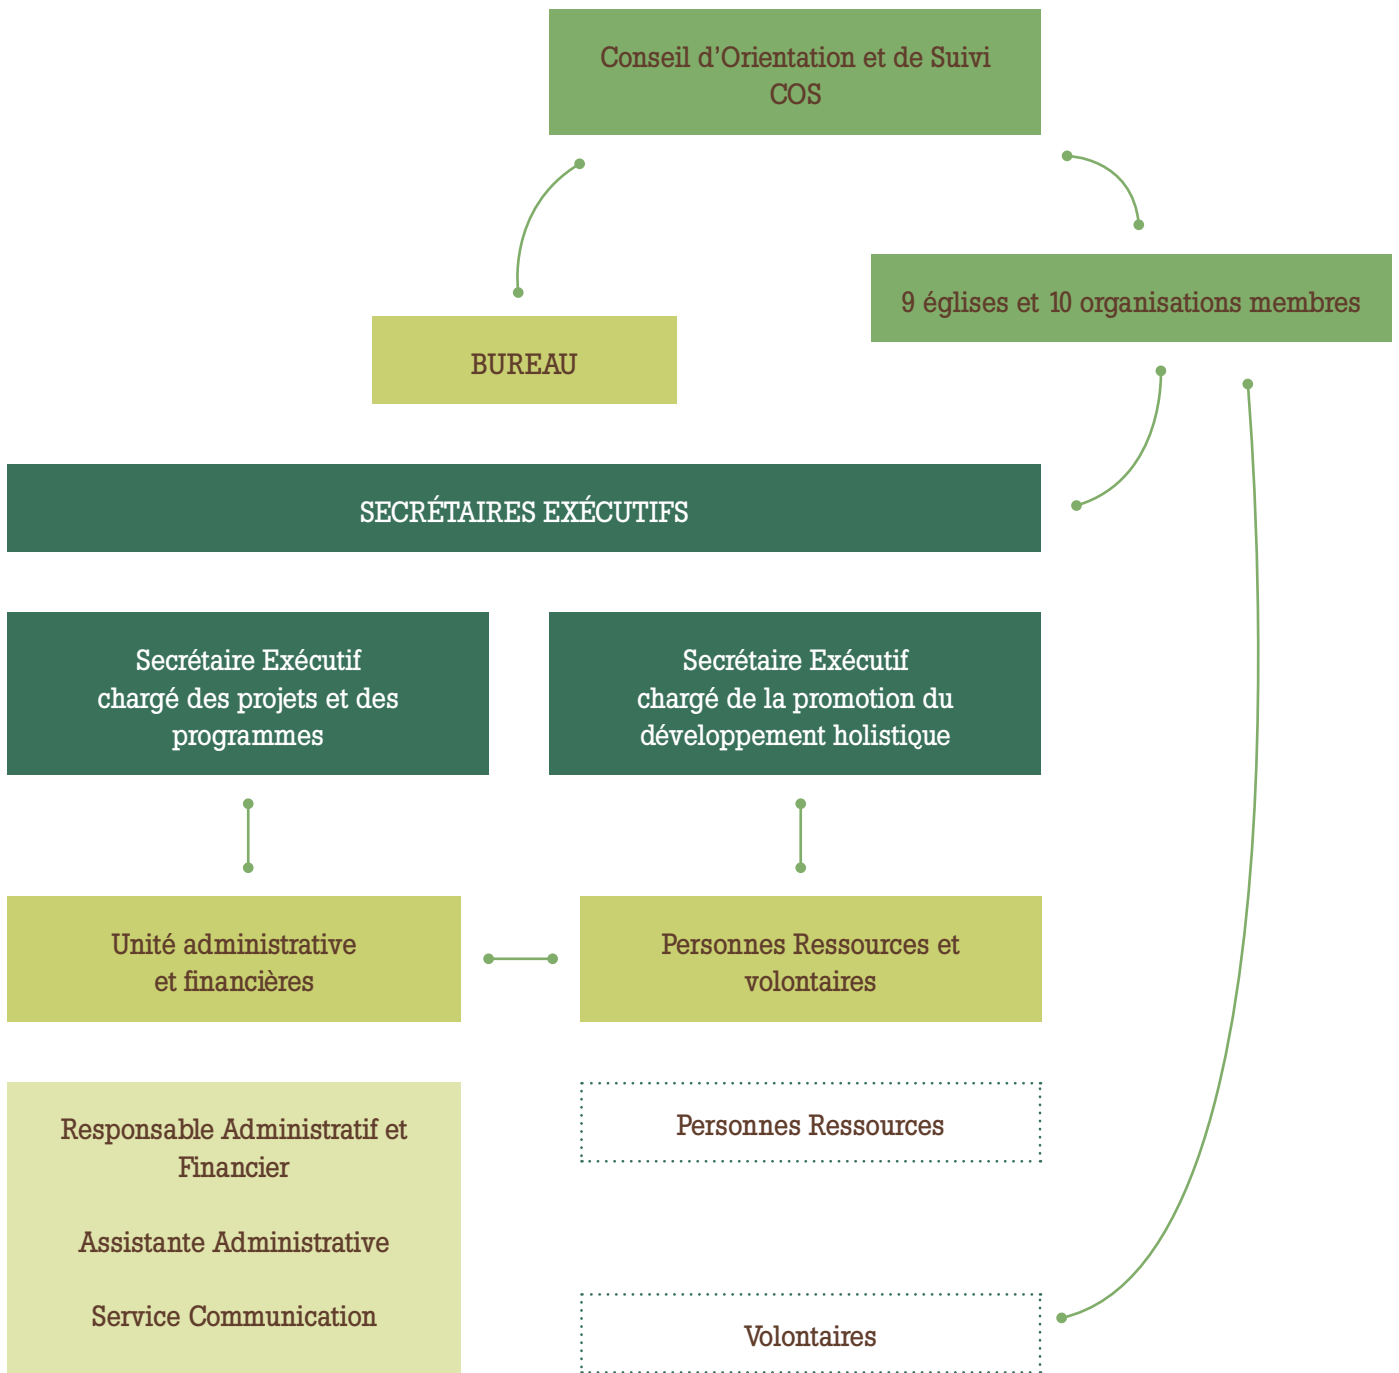 Conseil d’Orientation et de Suivi
COS
9 églises et 10 organisations membres
BUREAU
SECRÉTAIRES EXÉCUTIFS
Secrétaire Exécutif
chargé des projets et des
programmes
Secrétaire Exécutif
chargé de la promotion du
développement holistique
Unité administrative
et financières
Personnes Ressources et
volontaires
Responsable Administratif et
Financier
Assistante Administrative
Service Communication
Personnes Ressources
Volontaires